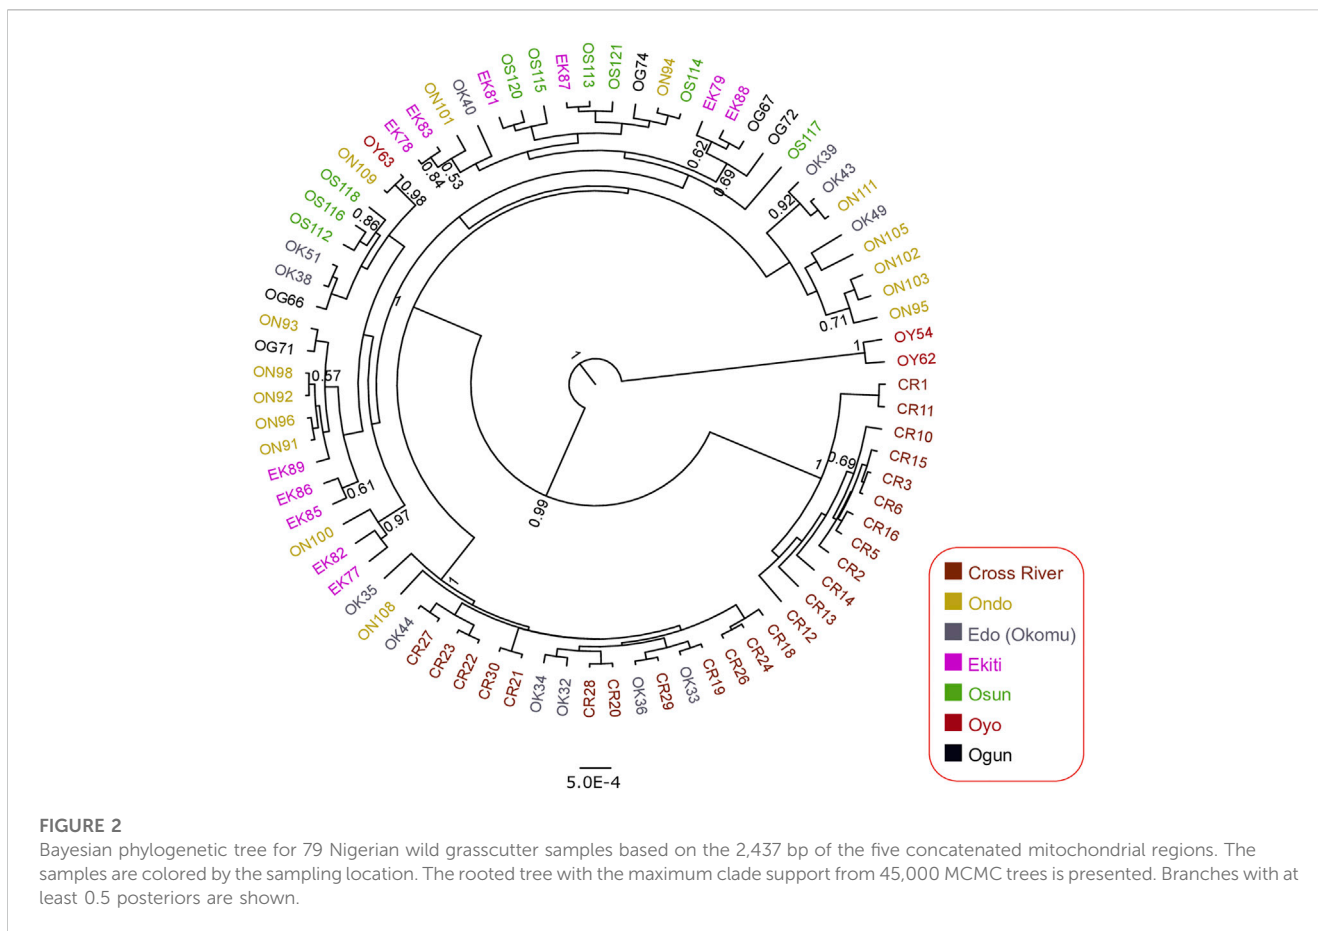 OS120
OS115
EK87
OS113
OS121
OG74
ON94
OS114
EK79
EK88
OG67
OG72
OS117
OK39
OK43
ON111
OK49
ON105
ON102
ON103
ON95
OY54
OY62
CR1
CR11
CR10
CR15
CR3
CR6
CR16
CR5
CR2
CR14
CR13
CR12
CR18
CR24
CR26
CR19
OK33
CR29
OK36
CR20
CR28
OK32
OK34
CR21
CR30
CR22
CR23
CR27
OK44
ON108
OK35
EK77
EK82
ON100
EK85
EK86
EK89
ON91
ON96
ON92
ON98
OG71
ON93
OG66
OK38
OK51
OS112
OS116
OS118
ON109
OY63
EK78
EK83
ON101
OK40
EK81
0.62
0.69
0.92
0.71
1
0.69
1
0.99
1
1
0.97
0.61
0.57
1
0.86
0.98
0.84
0.53
Cross River
Ondo
Edo (Okomu)
Ekiti
Osun
Oyo
Ogun
5.0E-4
FIGURE 2
Bayesian phylogenetic tree for 79 Nigerian wild grasscutter samples based on the 2,437 bp of the five concatenated mitochondrial regions. The
samples are colored by the sampling location. The rooted tree with the maximum clade support from 45,000 MCMC trees is presented. Branches with at
least 0.5 posteriors are shown.